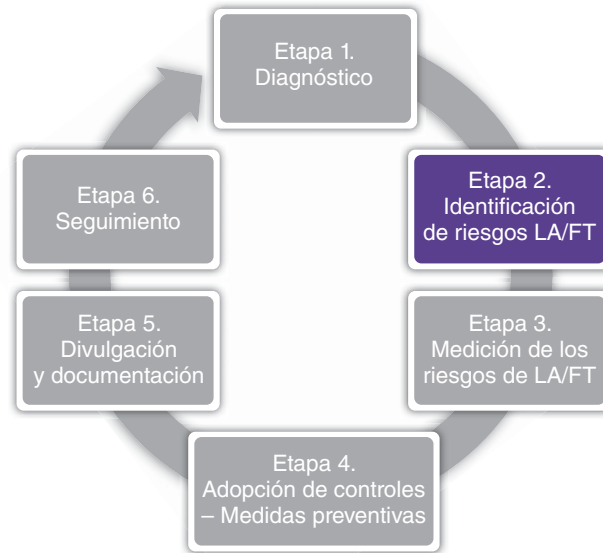 Etapa 1.
Diagnóstico
Etapa 2.
Identificación
de riesgos LA/FT
Etapa 3.
Medición de los
riesgos de LA/FT
Etapa 4.
Adopción de controles
– Medidas preventivas
Etapa 5.
Divulgación
y documentación
Etapa 6.
Seguimiento